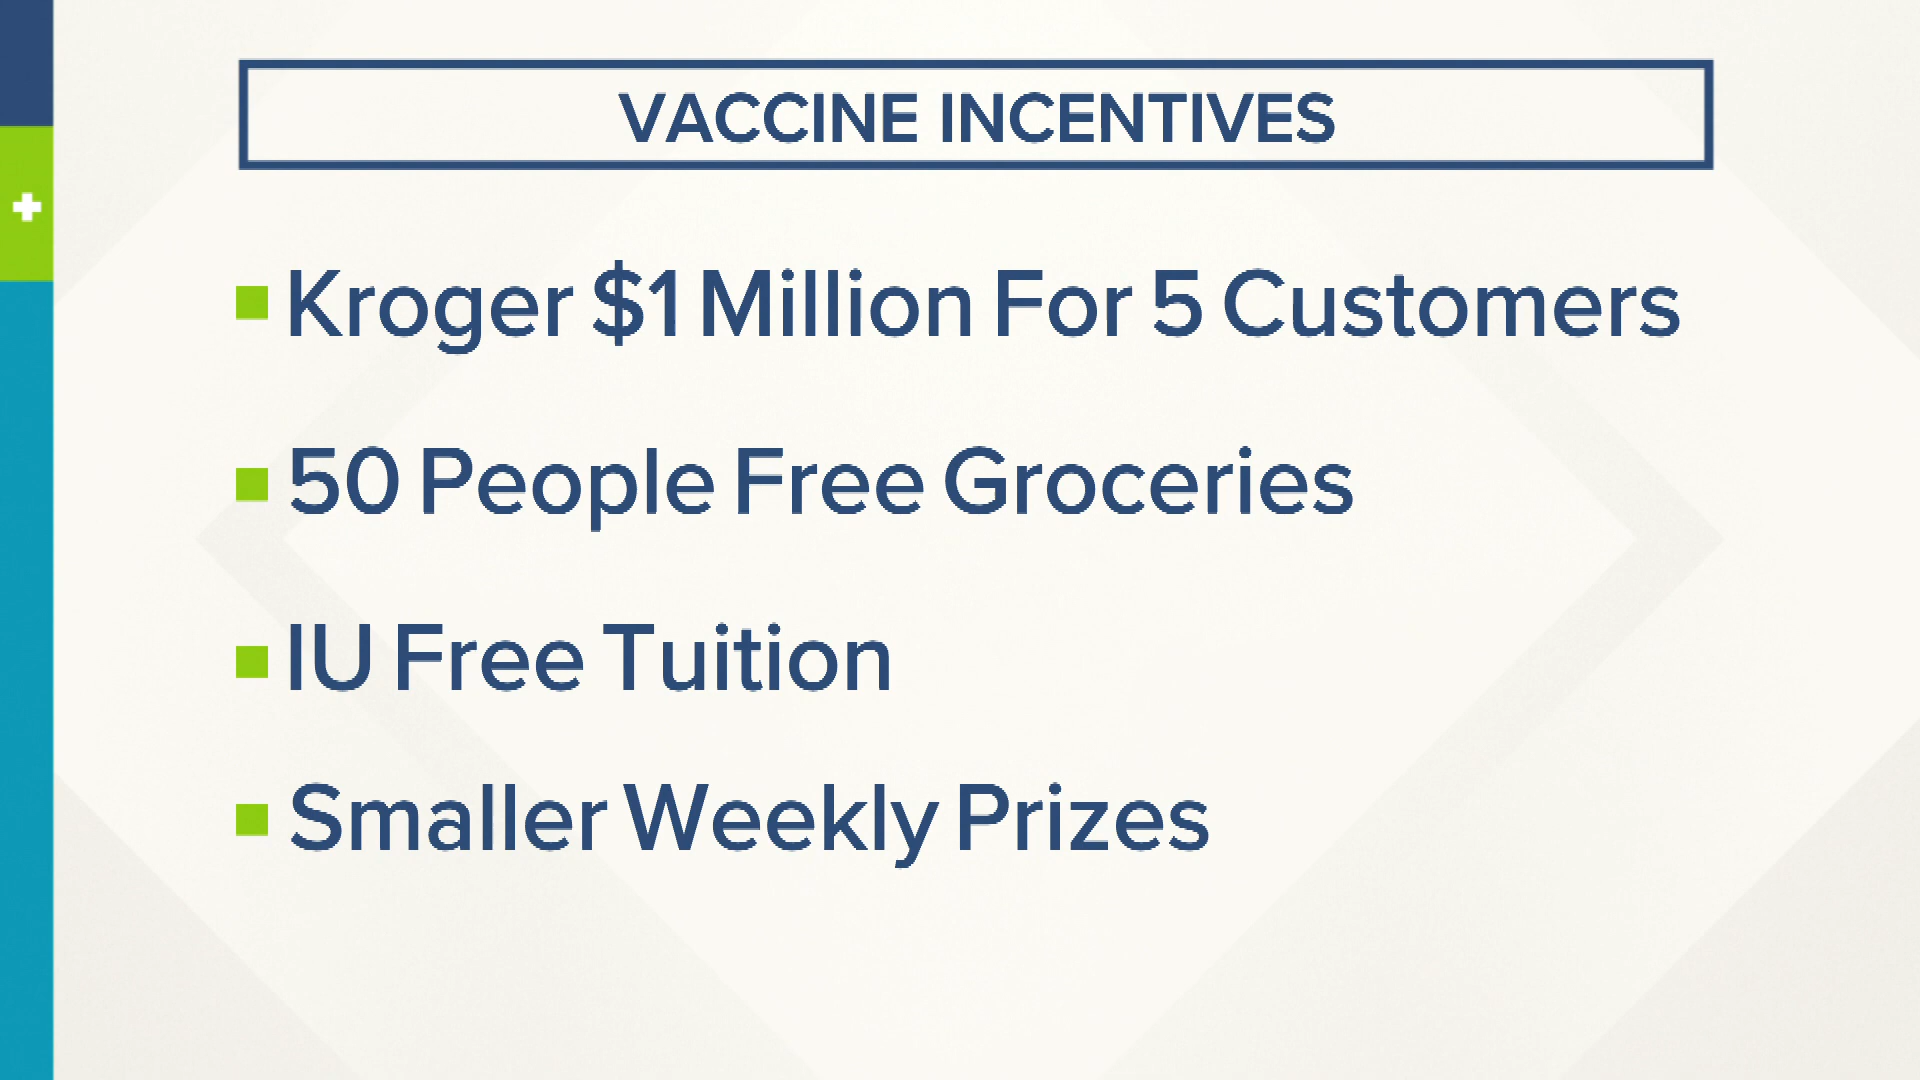 VACCINE INCENTIVES
Kroger $1 Million For 5 Customers
50 People Free Groceries
IU Free Tuition
Smaller Weekly Prizes